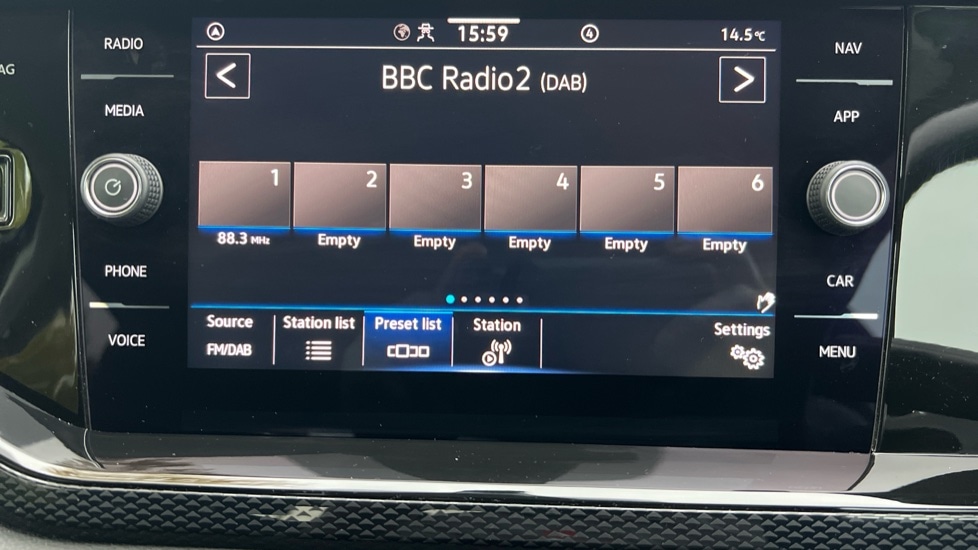 AG
RADIO
MEDIA
PHONE
VOICE
15:59
4
14.5°C
<
BBC Radio2 (DAB)
>
1 2 3 4 5 6
88.3 MHz Empty Empty Empty Empty Empty
Source Station list Preset list Station Settings
FM/DAB
NAV
APP
CAR
MENU